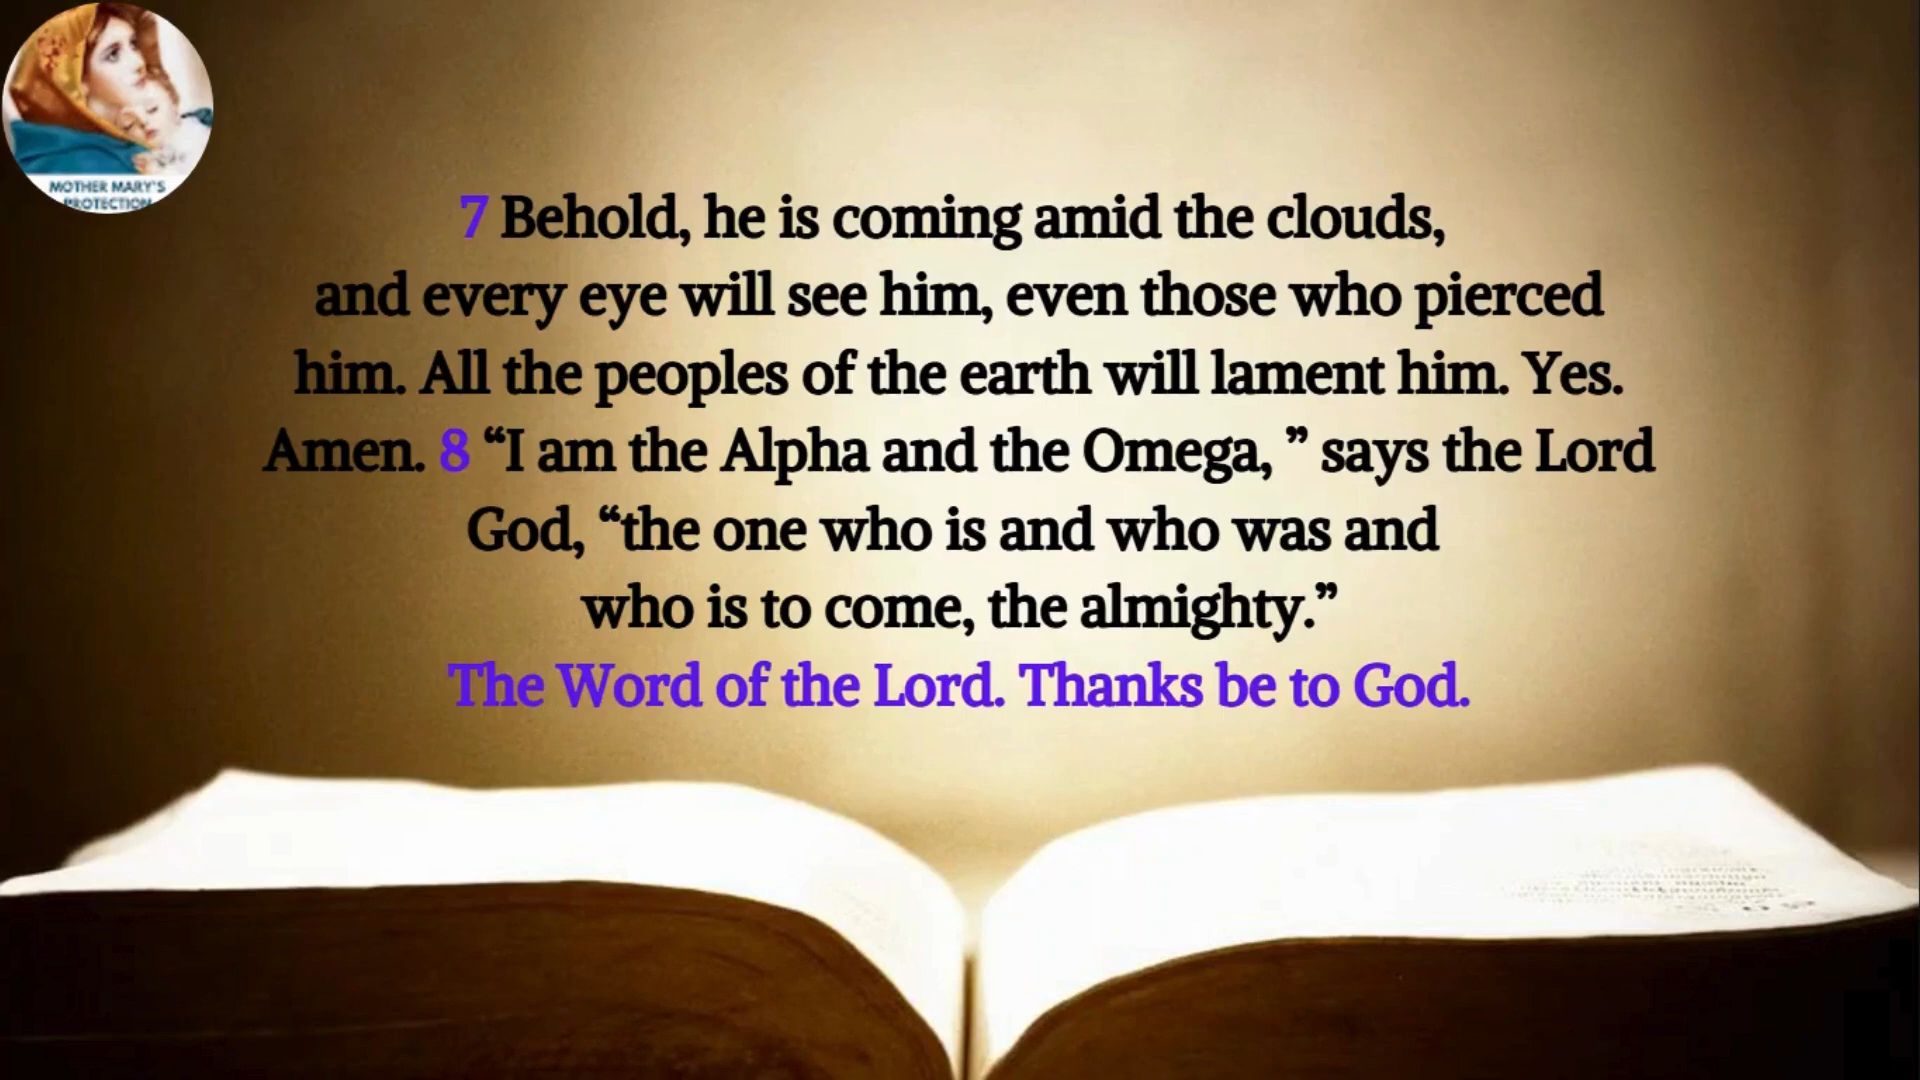 MOTHER MARY'S
PROTECTION
7 Behold, he is coming amid the clouds,
and every eye will see him, even those who pierced
him. All the peoples of the earth will lament him. Yes.
Amen. 8 “I am the Alpha and the Omega, ” says the Lord
God, “the one who is and who was and
who is to come, the almighty.”
The Word of the Lord. Thanks be to God.